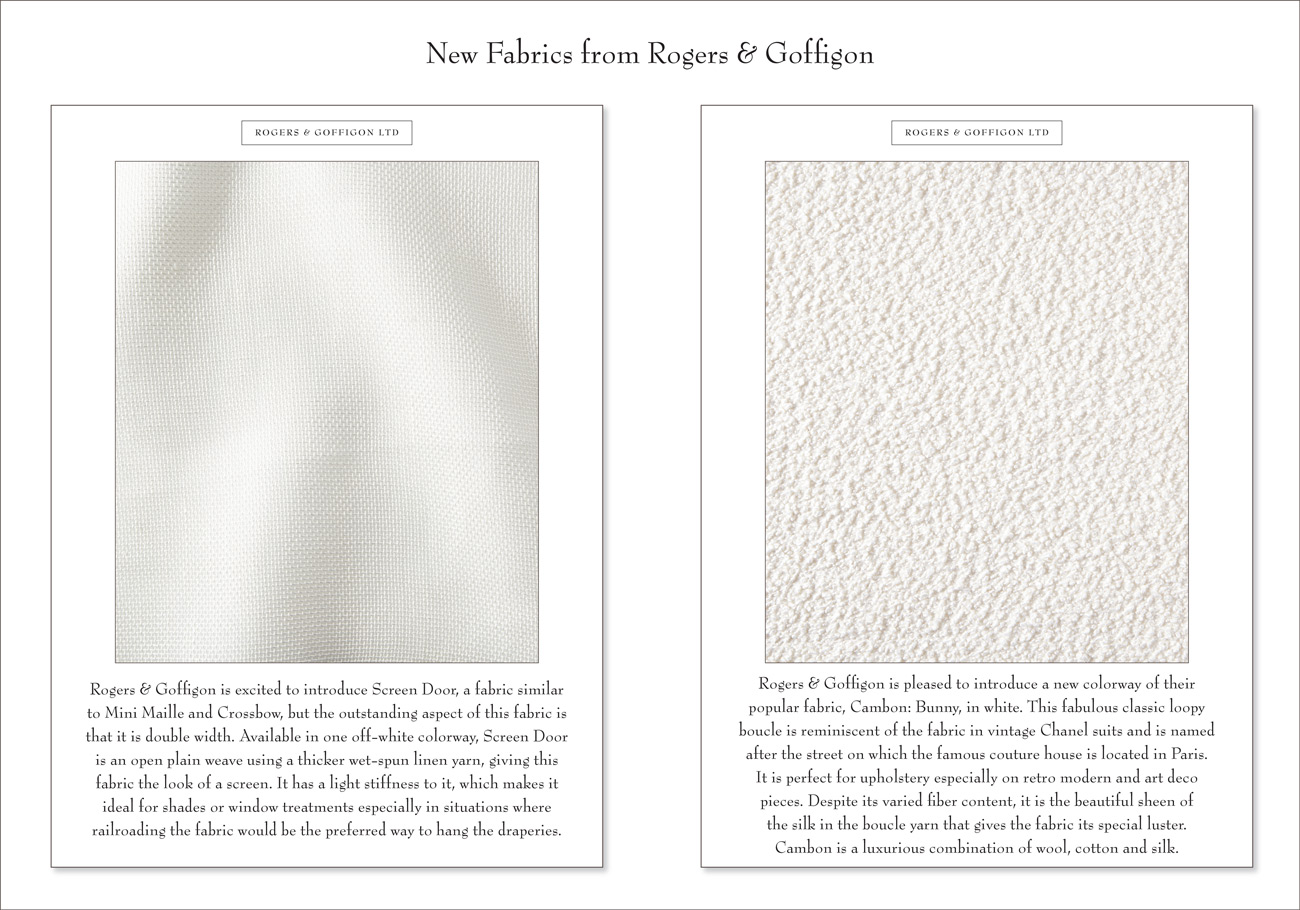 New Fabrics from Rogers & Goffigon
ROGERS & GOFFIGON LTD
Rogers & Goffigon is excited to introduce Screen Door, a fabric similar
to Mini Maille and Crossbow, but the outstanding aspect of this fabric is
that it is double width. Available in one off-white colorway, Screen Door
is an open plain weave using a thicker wet-spun linen yarn, giving this
fabric the look of a screen. It has a light stiffness to it, which makes it
ideal for shades or window treatments especially in situations where
railroading the fabric would be the preferred way to hang the draperies.
ROGERS & GOFFIGON LTD
Rogers & Goffigon is pleased to introduce a new colorway of their
popular fabric, Cambon: Bunny, in white. This fabulous classic loopy
boucle is reminiscent of the fabric in vintage Chanel suits and is named
after the street on which the famous couture house is located in Paris.
It is perfect for upholstery especially on retro modern and art deco
pieces. Despite its varied fiber content, it is the beautiful sheen of
the silk in the boucle yarn that gives the fabric its special luster.
Cambon is a luxurious combination of wool, cotton and silk.